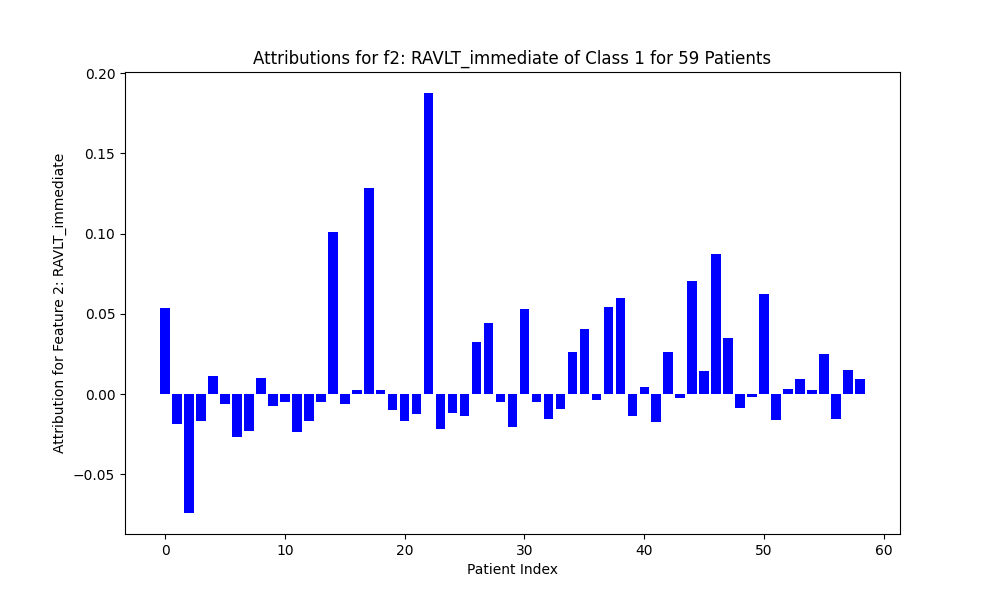 Attributions for f2: RAVLT_immediate of Class 1 for 59 Patients
Attribution for Feature 2: RAVLT_immediate
0.20
0.15
0.10
0.05
0.00
−0.05
0 10 20 30 40 50 60
Patient Index